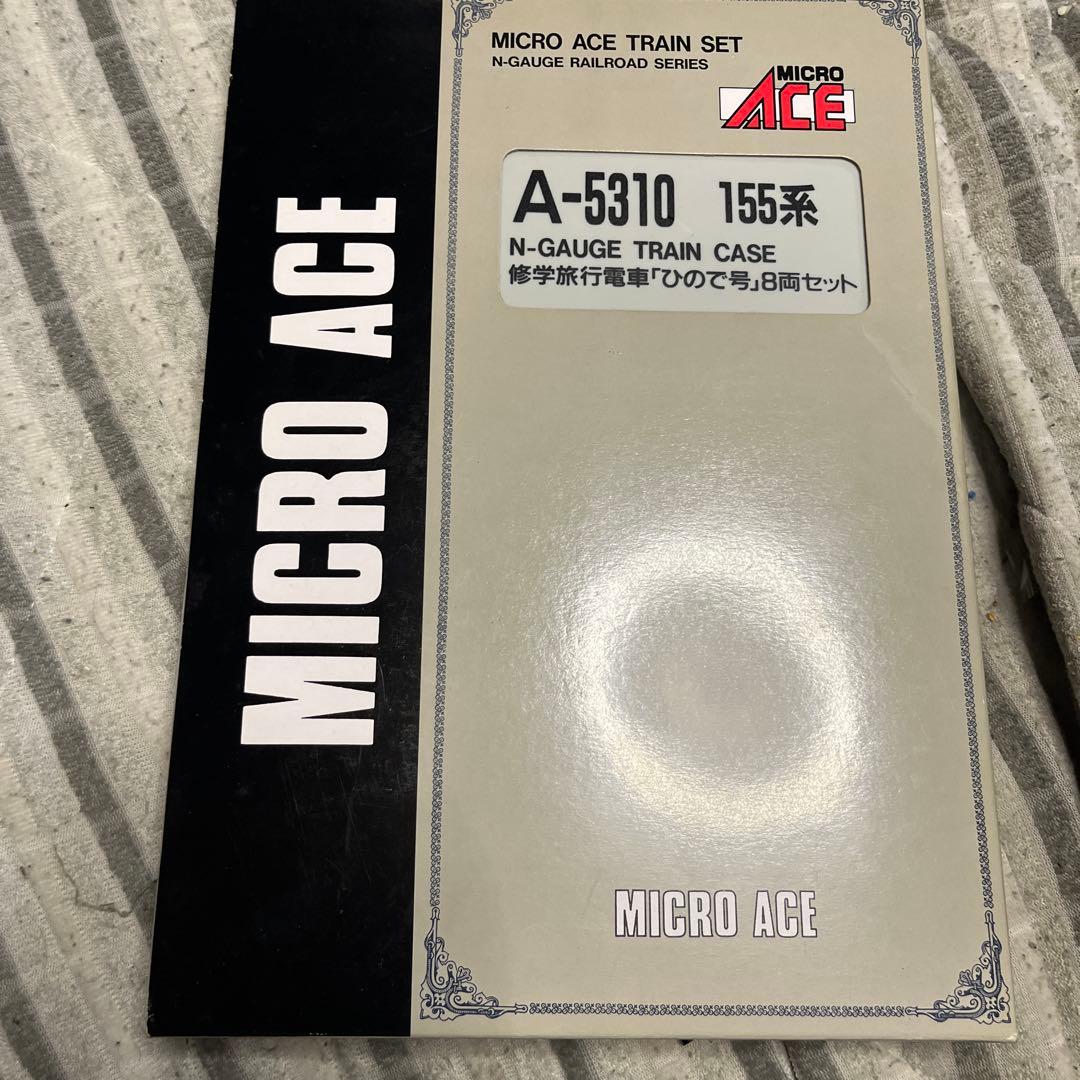 MICRO ACE TRAIN SET
N-GAUGE RAILROAD SERIES
MICRO
ACE
A-5310 155系
N-GAUGE TRAIN CASE
修学旅行電車「ひので号」8両セット
MICRO ACE
MICRO ACE